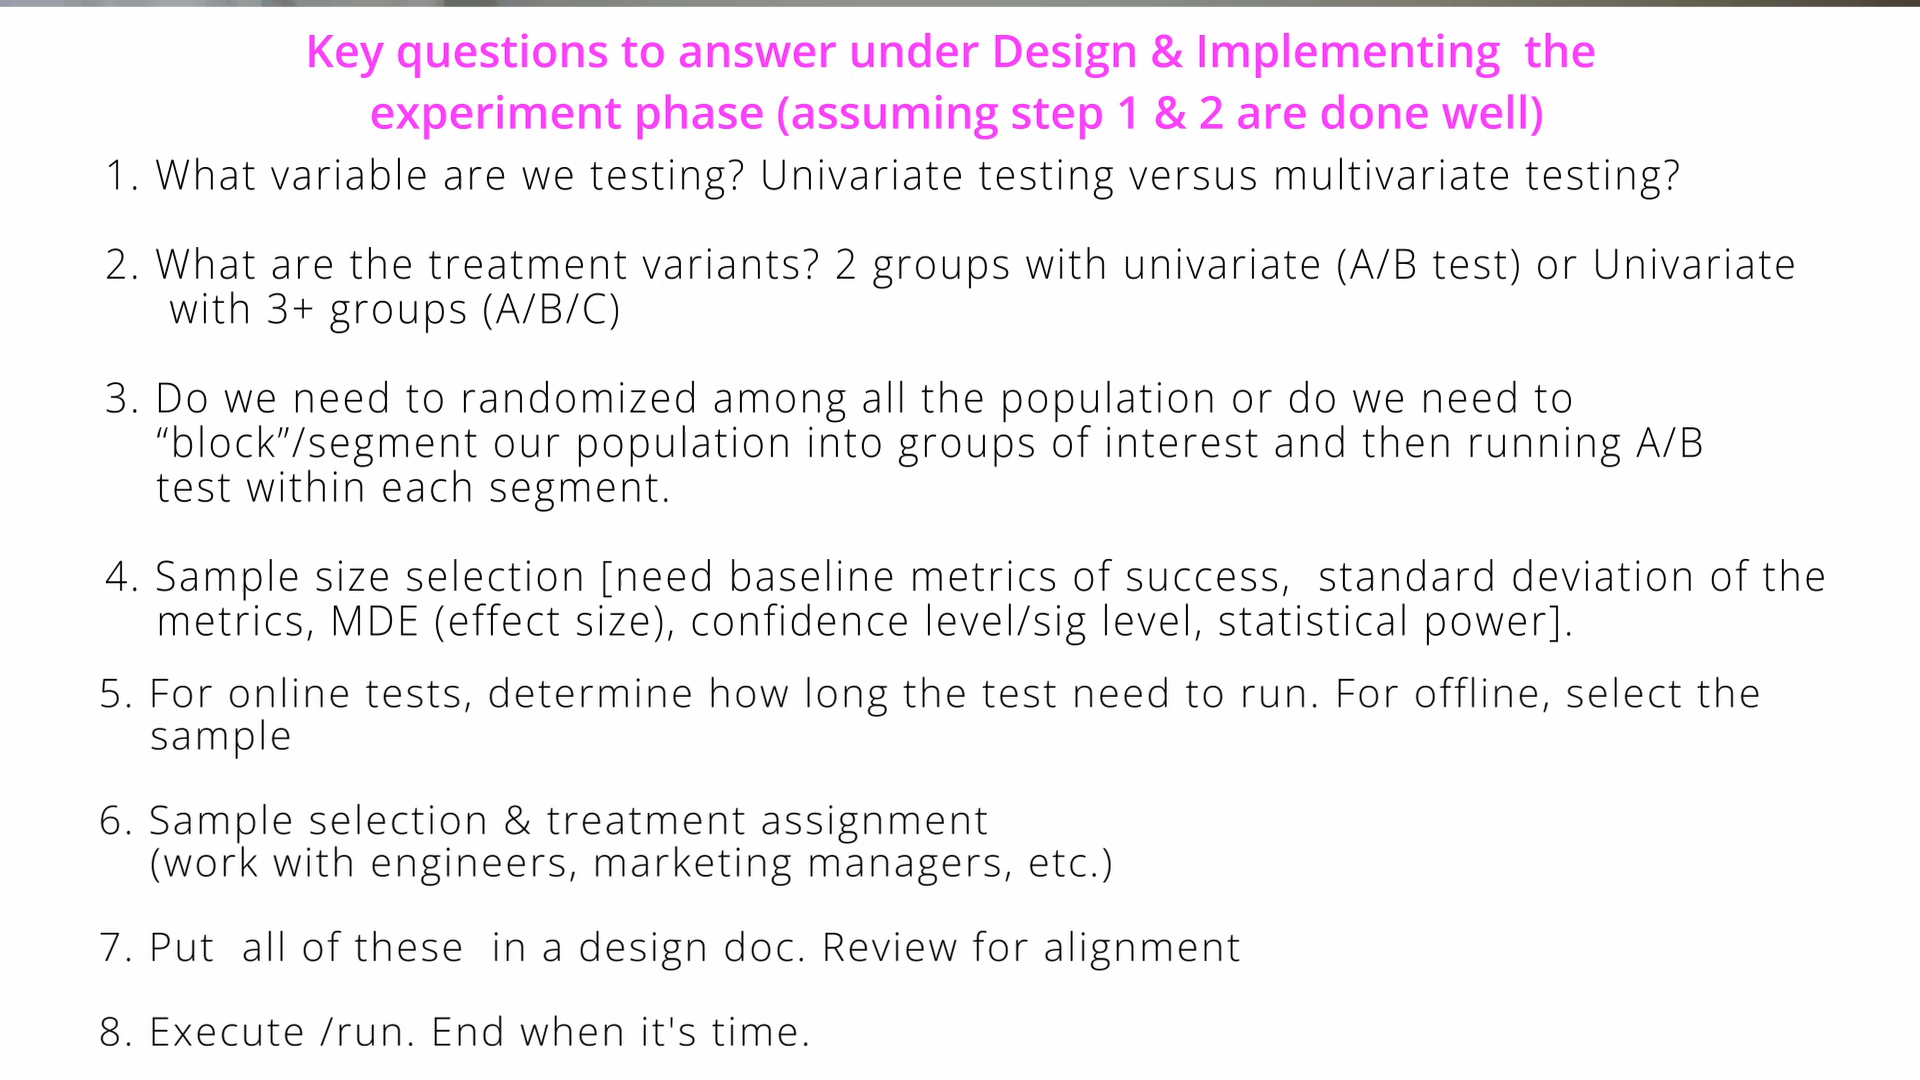 Key questions to answer under Design & Implementing  the
experiment phase (assuming step 1 & 2 are done well)
1. What variable are we testing? Univariate testing versus multivariate testing?
2. What are the treatment variants? 2 groups with univariate (A/B test) or Univariate
with 3+ groups (A/B/C)
3. Do we need to randomized among all the population or do we need to
“block”/segment our population into groups of interest and then running A/B
test within each segment.
4. Sample size selection [need baseline metrics of success,  standard deviation of the
metrics, MDE (effect size), confidence level/sig level, statistical power].
5. For online tests, determine how long the test need to run. For offline, select the
sample
6. Sample selection & treatment assignment
(work with engineers, marketing managers, etc.)
7. Put  all of these  in a design doc. Review for alignment
8. Execute /run. End when it's time.